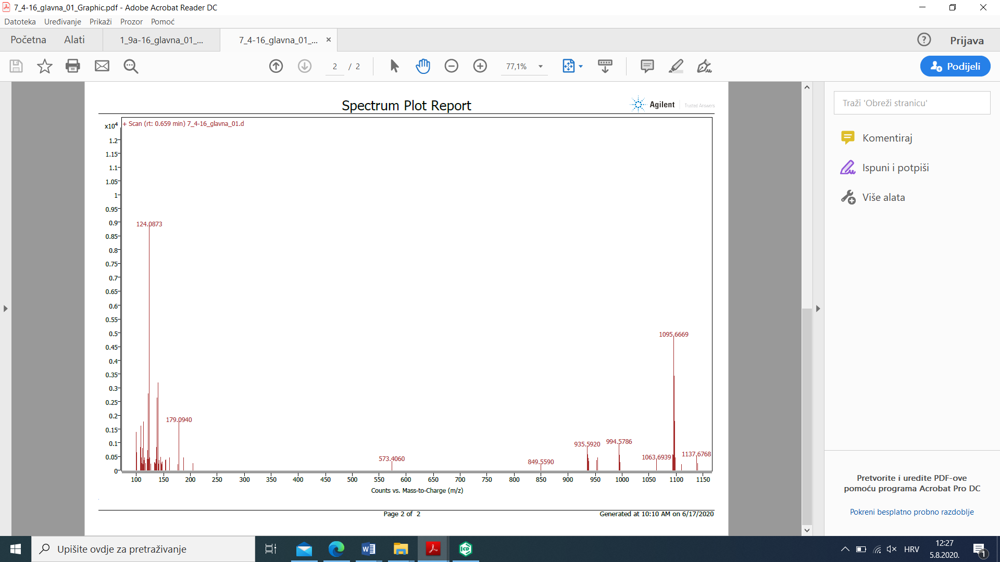 7_4-16_glavna_01_Graphic.pdf - Adobe Acrobat Reader DC
Datoteka Uređivanje Prikaži Prozor Pomoć
Početna Alati 1_9a-16_glavna_01_... 7_4-16_glavna_01_... × ? Prijava
2 / 2 77,1% Podijeli
Spectrum Plot Report
Agilent Trusted Answers
x10⁴ + Scan (rt: 0.659 min) 7_4-16_glavna_01.d
1.2
1.15
1.1
1.05
1
0.95
0.9
0.85
0.8
0.75
0.7
0.65
0.6
0.55
0.5
0.45
0.4
0.35
0.3
0.25
0.2
0.15
0.1
0.05
0
124.0873
179.0940
573.4060
849.5590
935.5920
994.5786
1063.6939
1095.6669
1137.6768
100 150 200 250 300 350 400 450 500 550 600 650 700 750 800 850 900 950 1000 1050 1100 1150
Counts vs. Mass-to-Charge (m/z)
Page 2 of 2
Generated at 10:10 AM on 6/17/2020
Traži 'Obreži stranicu'
Komentiraj
Ispuni i potpiši
Više alata
Pretvorite i uredite PDF-ove
pomoću programa Acrobat Pro DC
Pokreni besplatno probno razdoblje
Upišite ovdje za pretraživanje
ICD
HRV
12:27
5.8.2020.
1